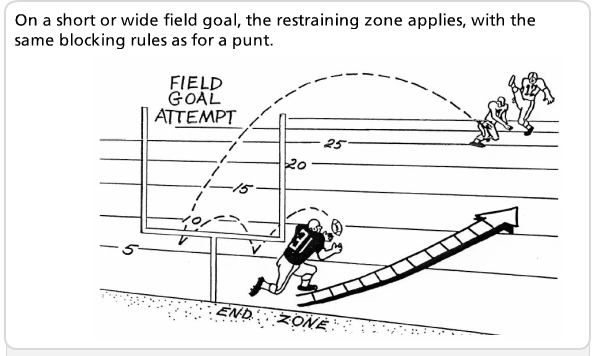 On a short or wide field goal, the restraining zone applies, with the
same blocking rules as for a punt.
FIELD
GOAL
ATTEMPT
12
25
20
15
10
5
END ZONE